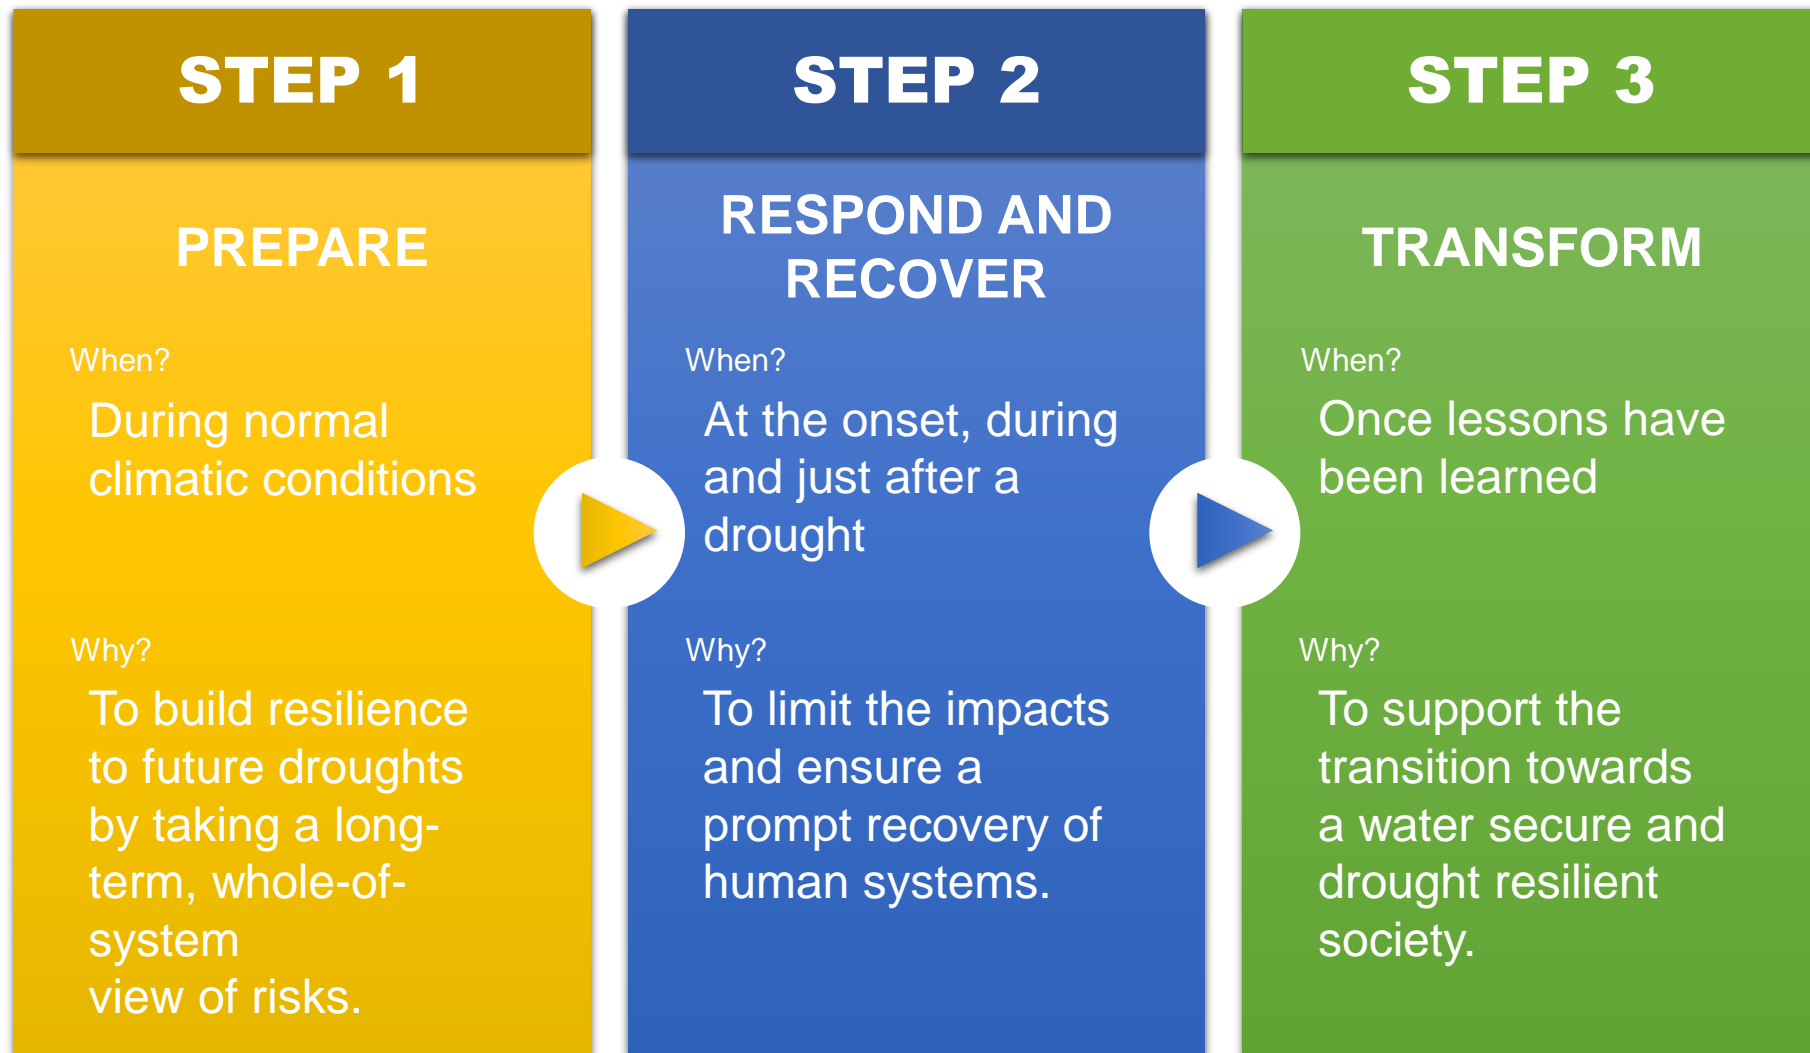 STEP 1
PREPARE
When?
During normal
climatic conditions
Why?
To build resilience
to future droughts
by taking a long-
term, whole-of-
system
view of risks.
STEP 2
RESPOND AND
RECOVER
When?
At the onset, during
and just after a
drought
Why?
To limit the impacts
and ensure a
prompt recovery of
human systems.
STEP 3
TRANSFORM
When?
Once lessons have
been learned
Why?
To support the
transition towards
a water secure and
drought resilient
society.